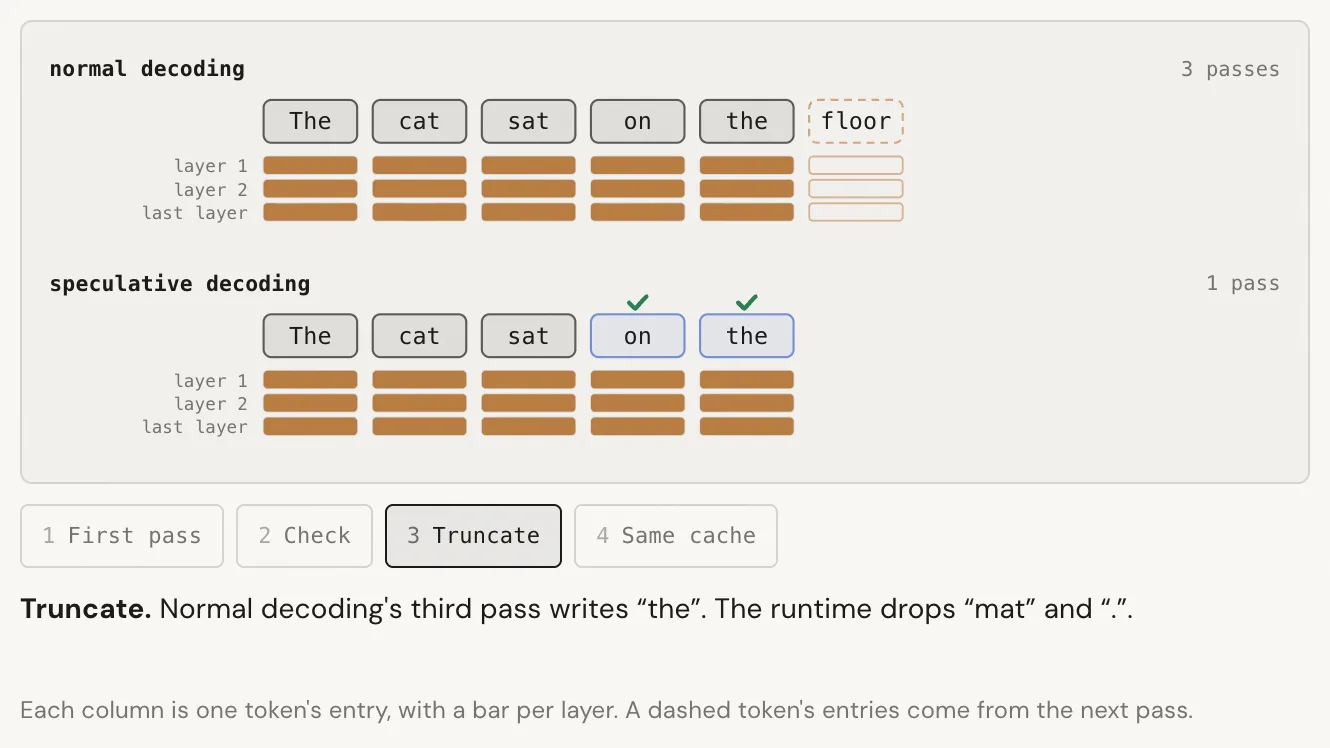 normal decoding 3 passes
The cat sat on the floor
layer 1
layer 2
last layer
speculative decoding 1 pass
The cat sat on the
layer 1
layer 2
last layer
1 First pass 2 Check 3 Truncate 4 Same cache
Truncate. Normal decoding's third pass writes “the”. The runtime drops “mat” and “.”.
Each column is one token's entry, with a bar per layer. A dashed token's entries come from the next pass.